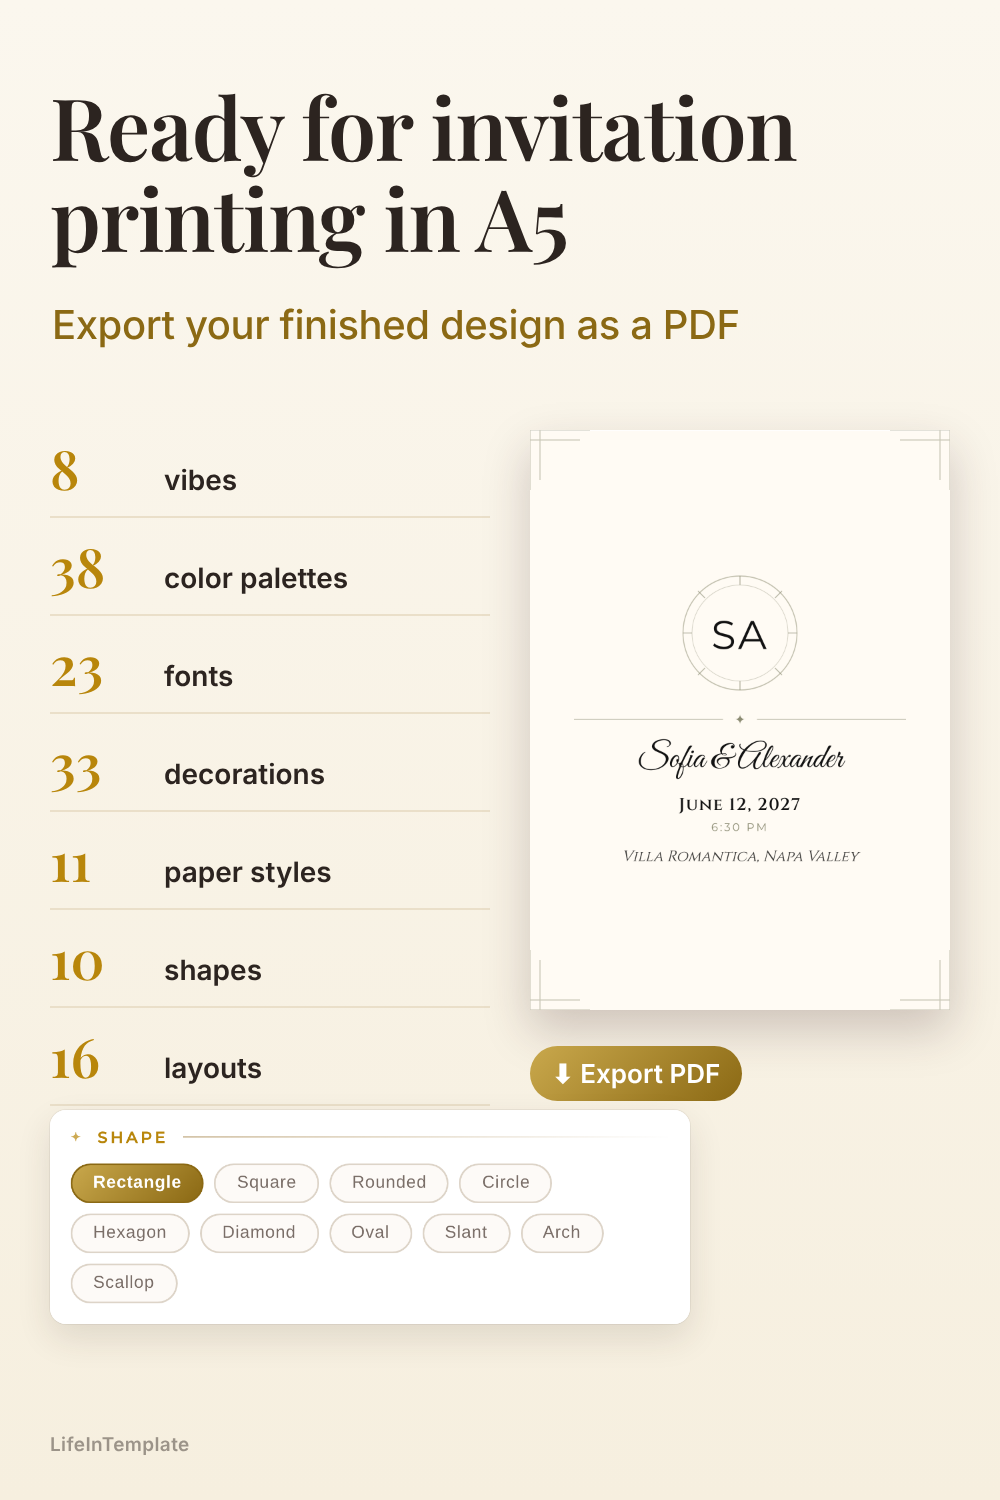 Ready for invitation
printing in A5
Export your finished design as a PDF
8 vibes
38 color palettes
23 fonts
33 decorations
11 paper styles
10 shapes
16 layouts
SA
Sofia & Alexander
June 12, 2027
6:30 PM
Villa Romantica, Napa Valley
⬇ Export PDF
✦ SHAPE
Rectangle Square Rounded Circle
Hexagon Diamond Oval Slant Arch
Scallop
LifeInTemplate